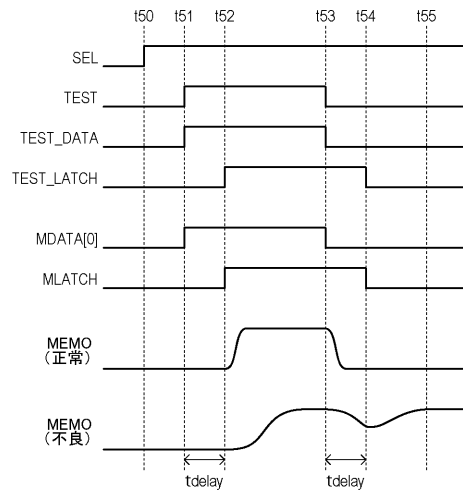 t50 t51 t52 t53 t54 t55
SEL
TEST
TEST_DATA
TEST_LATCH
MDATA[0]
MLATCH
MEMO
(正常)
MEMO
(不良)
tdelay tdelay